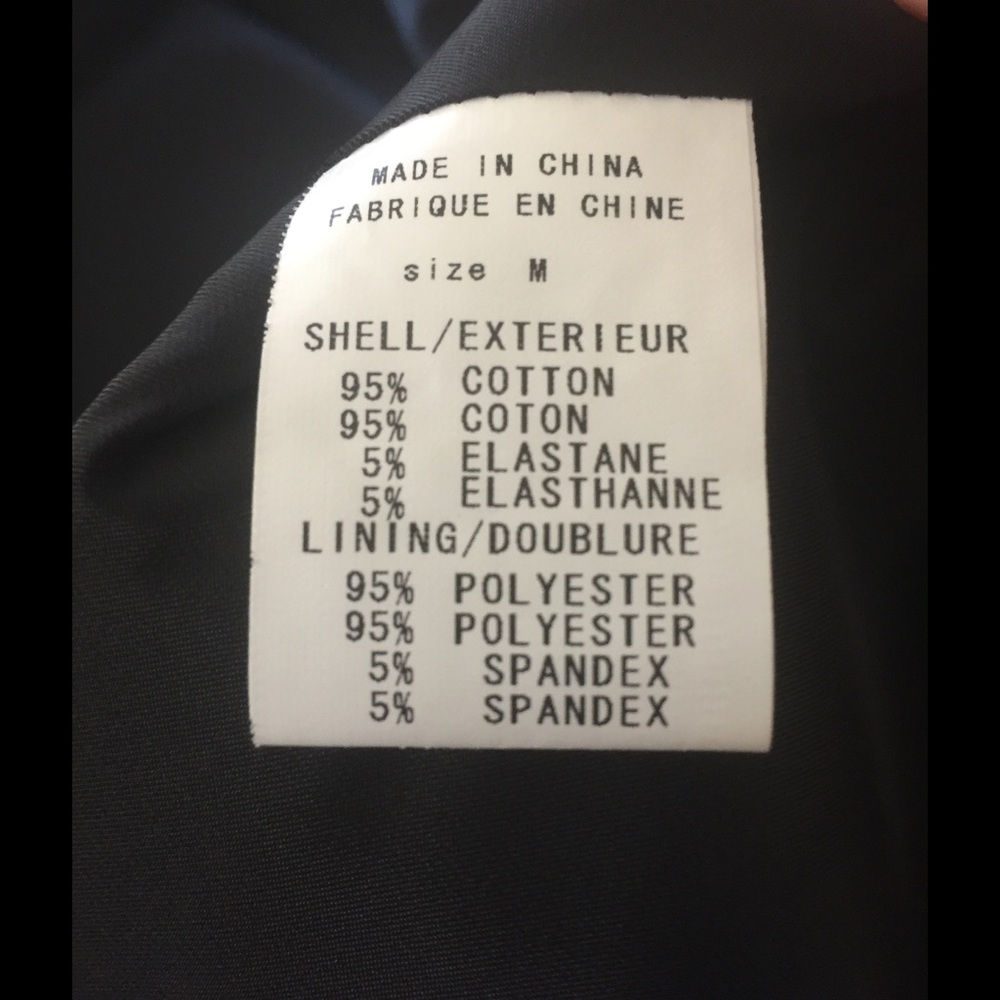 MADE IN CHINA
FABRIQUE EN CHINE
size M
SHELL/EXTERIEUR
95% COTTON
95% COTON
5% ELASTANE
5% ELASTHANNE
LINING/DOUBLURE
95% POLYESTER
95% POLYESTER
5% SPANDEX
5% SPANDEX